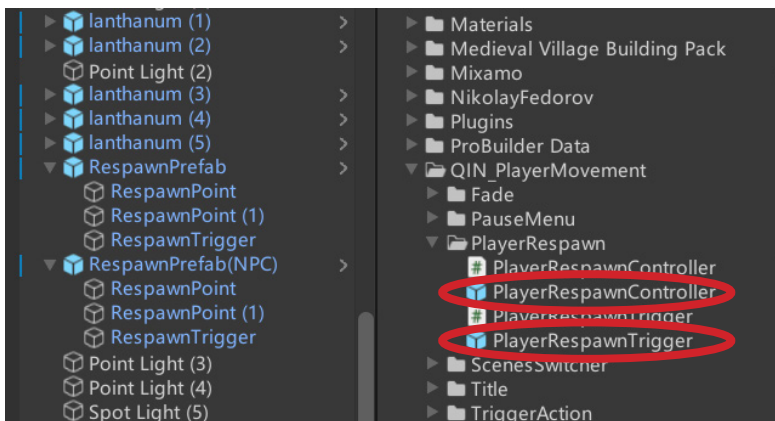 lanthanum (1)
lanthanum (2)
Point Light (2)
lanthanum (3)
lanthanum (4)
lanthanum (5)
RespawnPrefab
RespawnPoint
RespawnPoint (1)
RespawnTrigger
RespawnPrefab(NPC)
RespawnPoint
RespawnPoint (1)
RespawnTrigger
Point Light (3)
Point Light (4)
Spot Light (5)
Materials
Medieval Village Building Pack
Mixamo
NikolayFedorov
Plugins
ProBuilder Data
QIN_PlayerMovement
Fade
PauseMenu
PlayerRespawn
# PlayerRespawnController
PlayerRespawnController
# PlayerRespawnTrigger
PlayerRespawnTrigger
ScenesSwitcher
Title
TriggerAction